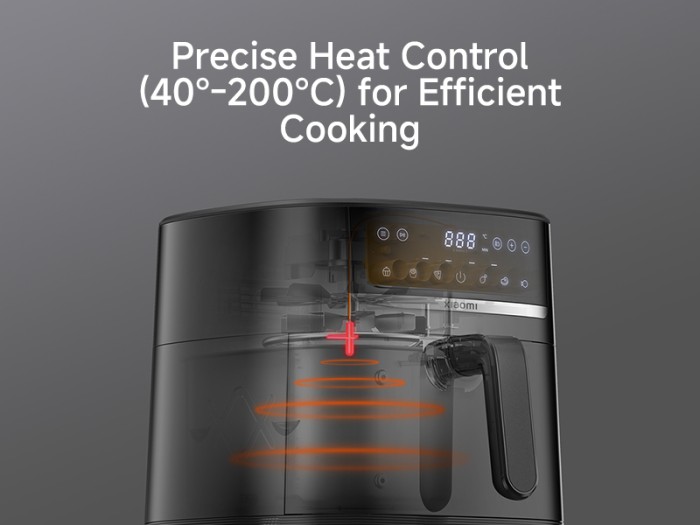 Precise Heat Control
(40°-200°C) for Efficient
Cooking
888
°C
xiaomi